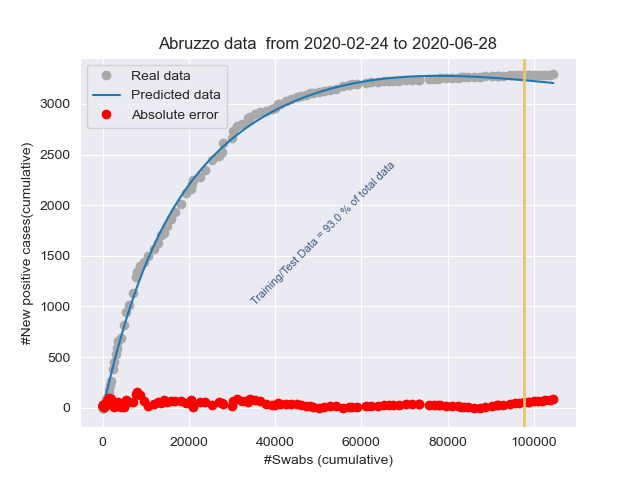 Abruzzo data  from 2020-02-24 to 2020-06-28
Real data
Predicted data
Absolute error
#New positive cases(cumulative)
3000
2500
2000
1500
1000
500
0
Training/Test Data = 93.0 % of total data
0
20000
40000
60000
80000
100000
#Swabs (cumulative)